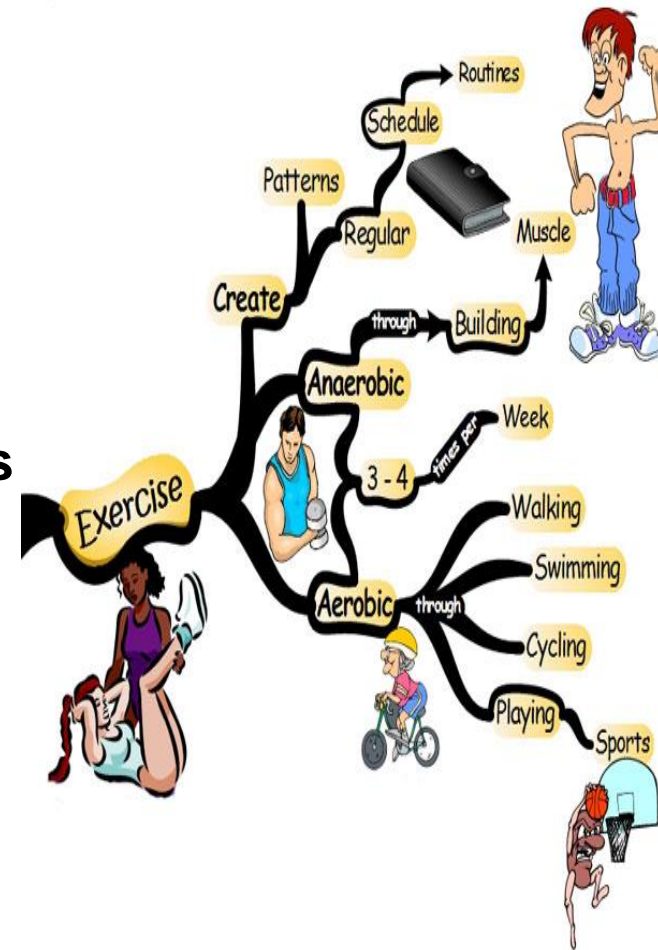 Routines
Schedule
Patterns
Regular
Muscle
Create
through
Building
Anaerobic
Week
times per
3 - 4
s
Exercise
Walking
Swimming
Aerobic
through
Cycling
Playing
Sports